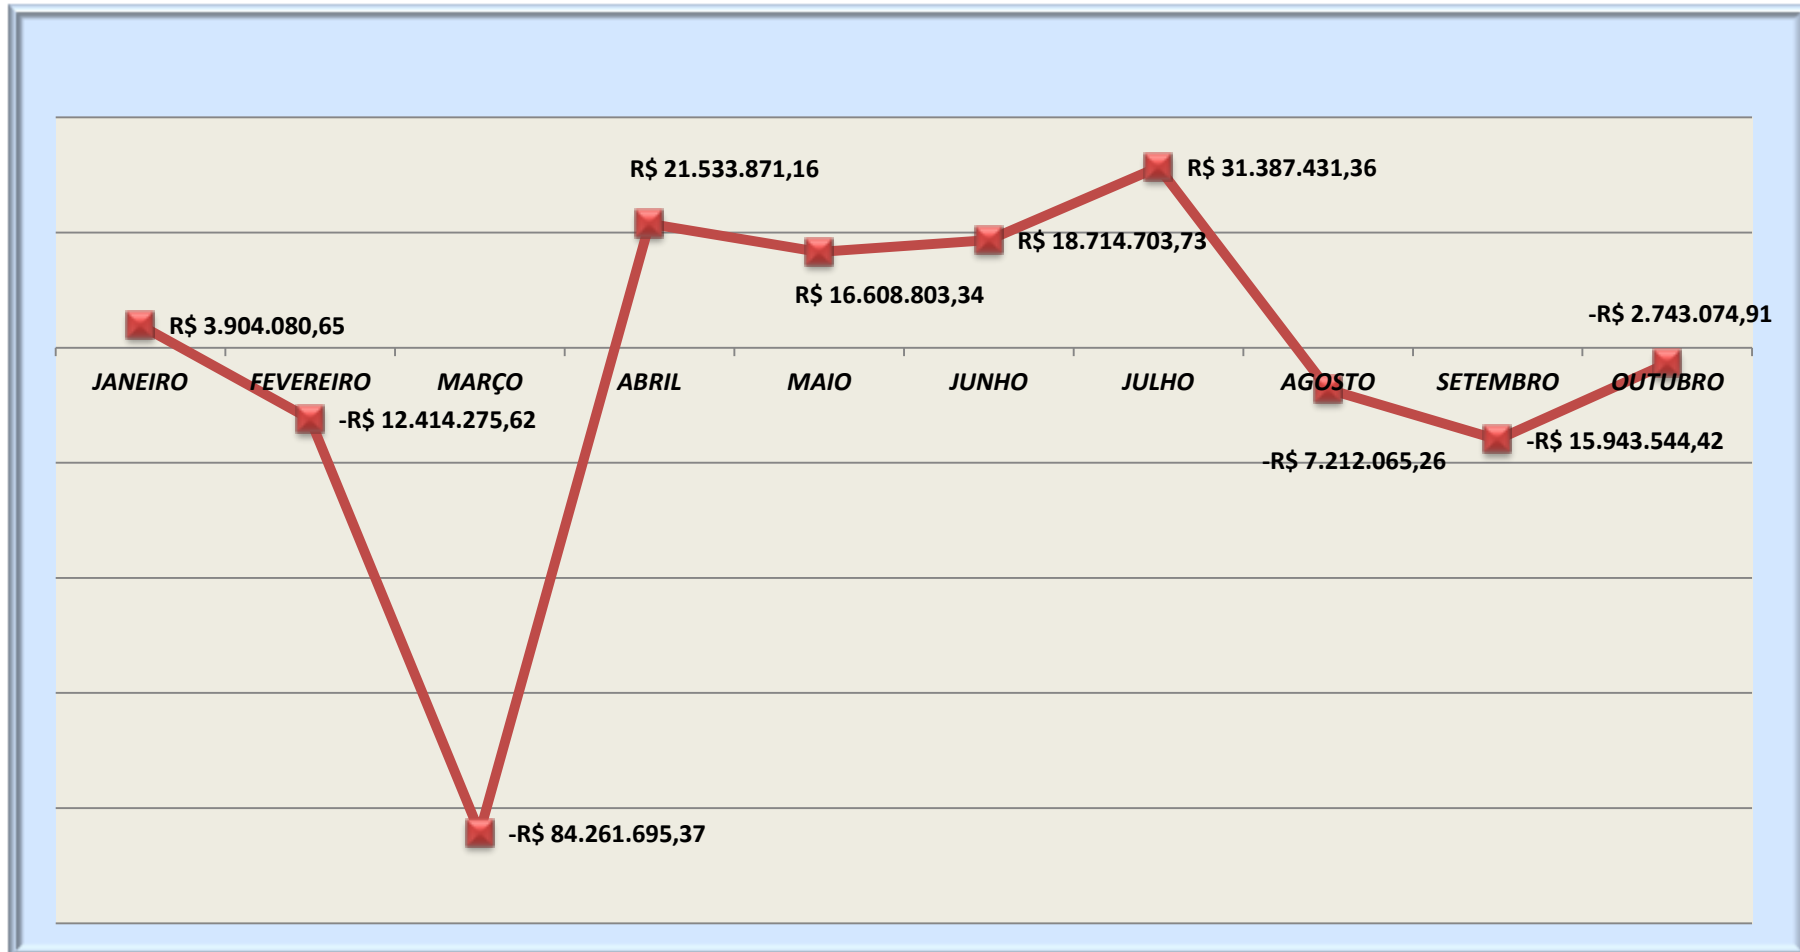 R$ 21.533.871,16
R$ 31.387.431,36
R$ 18.714.703,73
R$ 16.608.803,34
-R$ 2.743.074,91
R$ 3.904.080,65
JANEIRO FEVEREIRO MARÇO ABRIL MAIO JUNHO JULHO AGOSTO SETEMBRO OUTUBRO
-R$ 12.414.275,62
-R$ 15.943.544,42
-R$ 7.212.065,26
-R$ 84.261.695,37